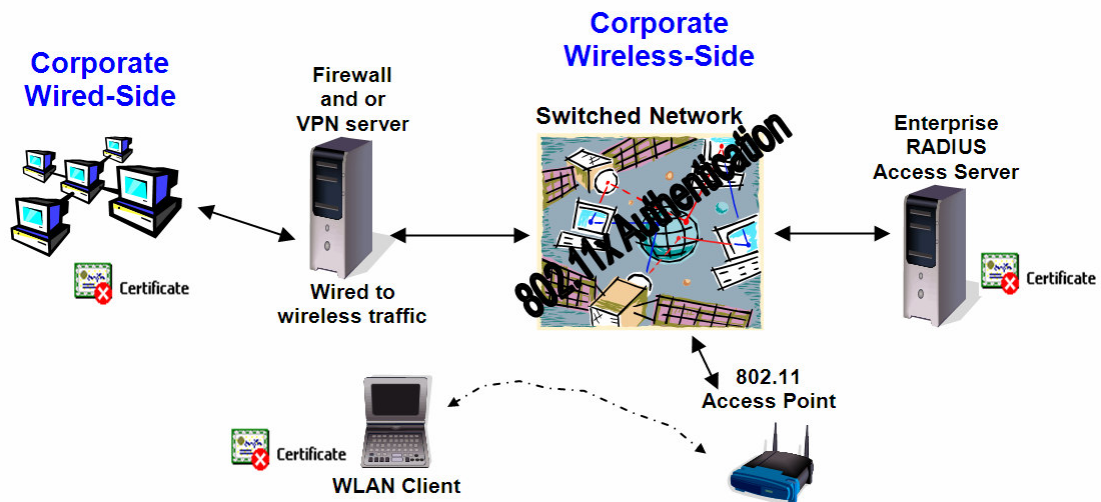 Corporate
Wired-Side
Certificate
Firewall
and or
VPN server
Wired to
wireless traffic
Corporate
Wireless-Side
Switched Network
802.11x Authentication
Enterprise
RADIUS
Access Server
Certificate
802.11
Access Point
Certificate
WLAN Client